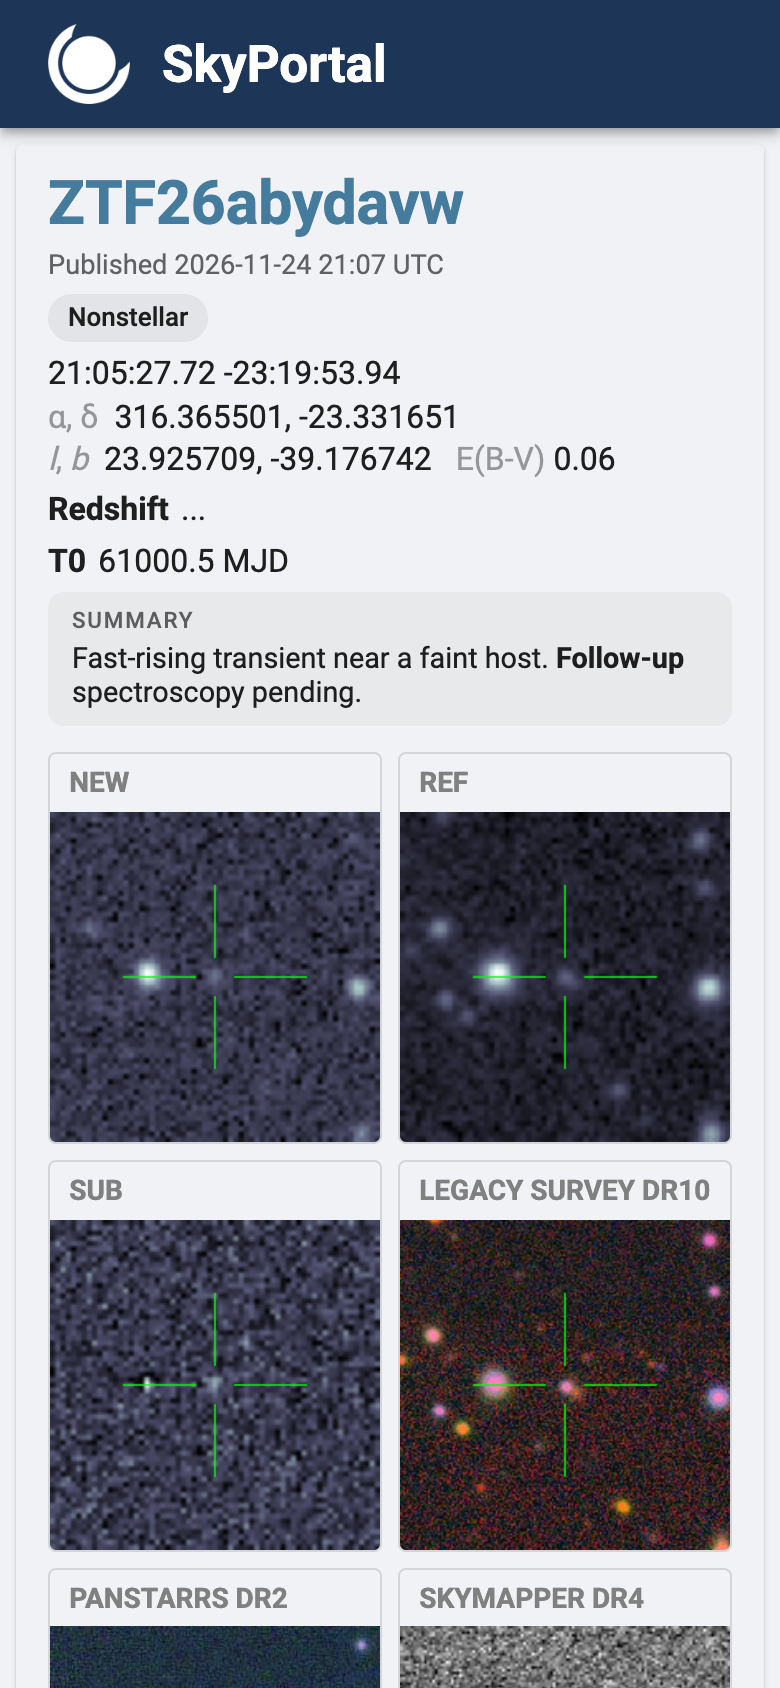 SkyPortal
ZTF26abydavw
Published 2026-11-24 21:07 UTC
Nonstellar
21:05:27.72 -23:19:53.94
α, δ 316.365501, -23.331651
l, b 23.925709, -39.176742 E(B-V) 0.06
Redshift ...
T0 61000.5 MJD
SUMMARY
Fast-rising transient near a faint host. Follow-up
spectroscopy pending.
NEW
REF
SUB
LEGACY SURVEY DR10
PANSTARRS DR2
SKYMAPPER DR4